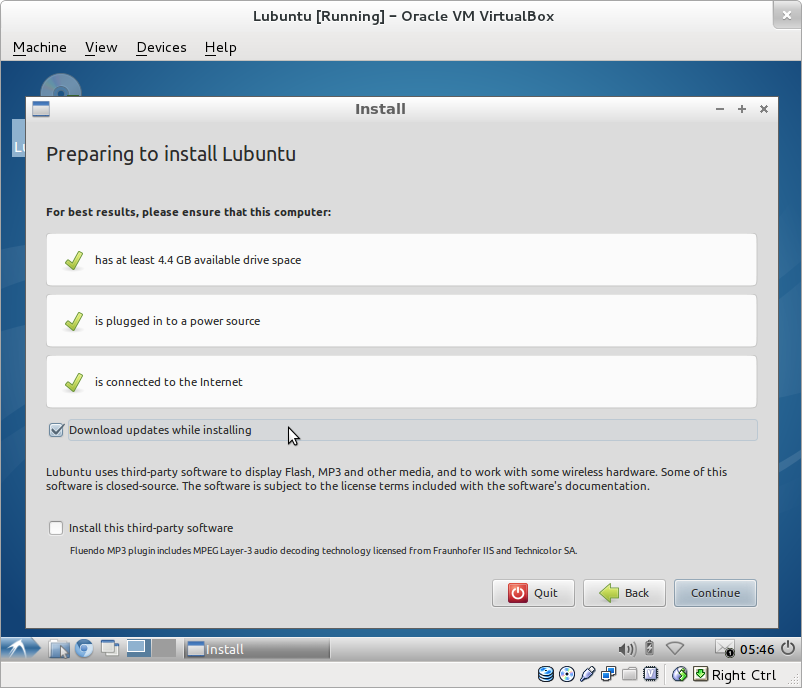 Lubuntu [Running] – Oracle VM VirtualBox
Machine View Devices Help
Install
Preparing to install Lubuntu
For best results, please ensure that this computer:
has at least 4.4 GB available drive space
is plugged in to a power source
is connected to the Internet
Download updates while installing
Lubuntu uses third-party software to display Flash, MP3 and other media, and to work with some wireless hardware. Some of this
software is closed-source. The software is subject to the license terms included with the software's documentation.
Install this third-party software
Fluendo MP3 plugin includes MPEG Layer-3 audio decoding technology licensed from Fraunhofer IIS and Technicolor SA.
Quit Back Continue
Install 05:46
Right Ctrl